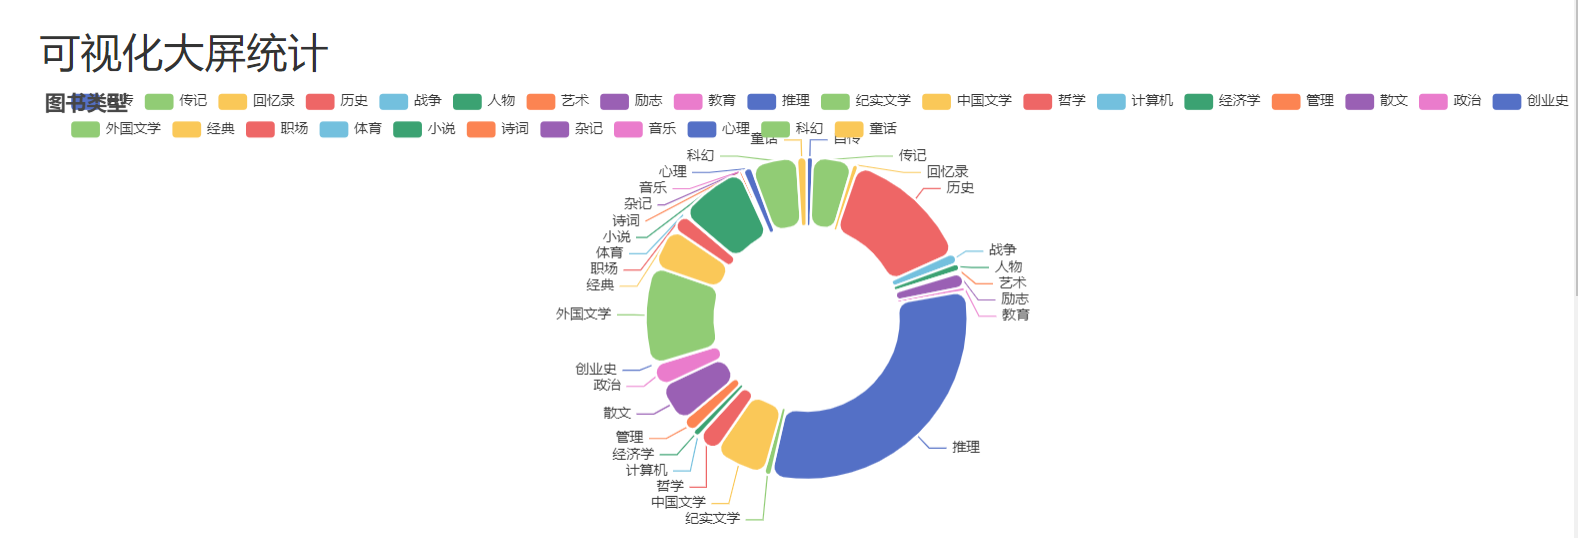 可视化大屏统计
图书类型
自传 传记 回忆录 历史 战争 人物 艺术 励志 教育 推理 纪实文学 中国文学 哲学 计算机 经济学 管理 散文 政治 创业史
外国文学 经典 职场 体育 小说 诗词 杂记 音乐 心理 科幻 童话
童话 自传
科幻 传记
心理 回忆录
音乐 历史
杂记
诗词
小说
体育 战争
职场 人物
经典 艺术
励志
外国文学 教育
创业史
政治
散文
管理
推理
经济学
计算机
哲学
中国文学
纪实文学